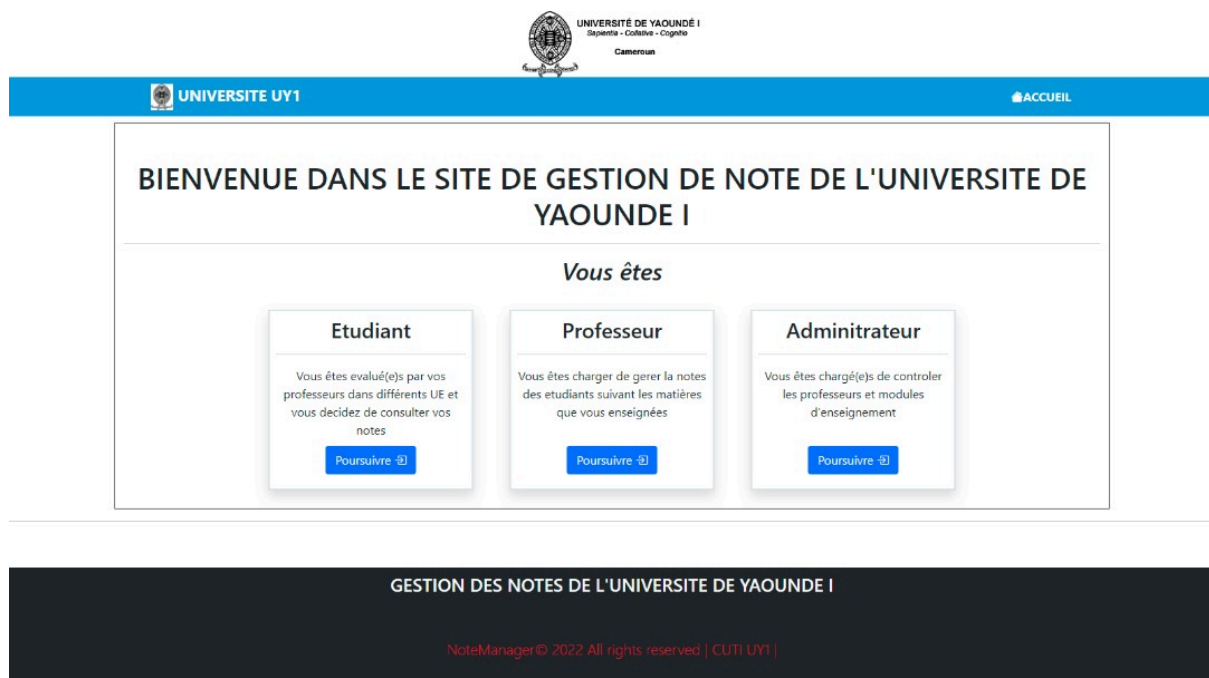 UNIVERSITÉ DE YAOUNDÉ I
Sapientia - Collativa - Cognitio
Cameroun
UNIVERSITE UY1
ACCUEIL
BIENVENUE DANS LE SITE DE GESTION DE NOTE DE L'UNIVERSITE DE
YAOUNDE I
Vous êtes
Etudiant
Vous êtes evalué(e)s par vos
professeurs dans différents UE et
vous decidez de consulter vos
notes
Poursuivre
Professeur
Vous êtes charger de gerer la notes
des etudiants suivant les matières
que vous enseignées
Poursuivre
Adminitrateur
Vous êtes chargé(e)s de controler
les professeurs et modules
d'enseignement
Poursuivre
GESTION DES NOTES DE L'UNIVERSITE DE YAOUNDE I
NoteManager© 2022 All rights reserved | CUTI UY1 |